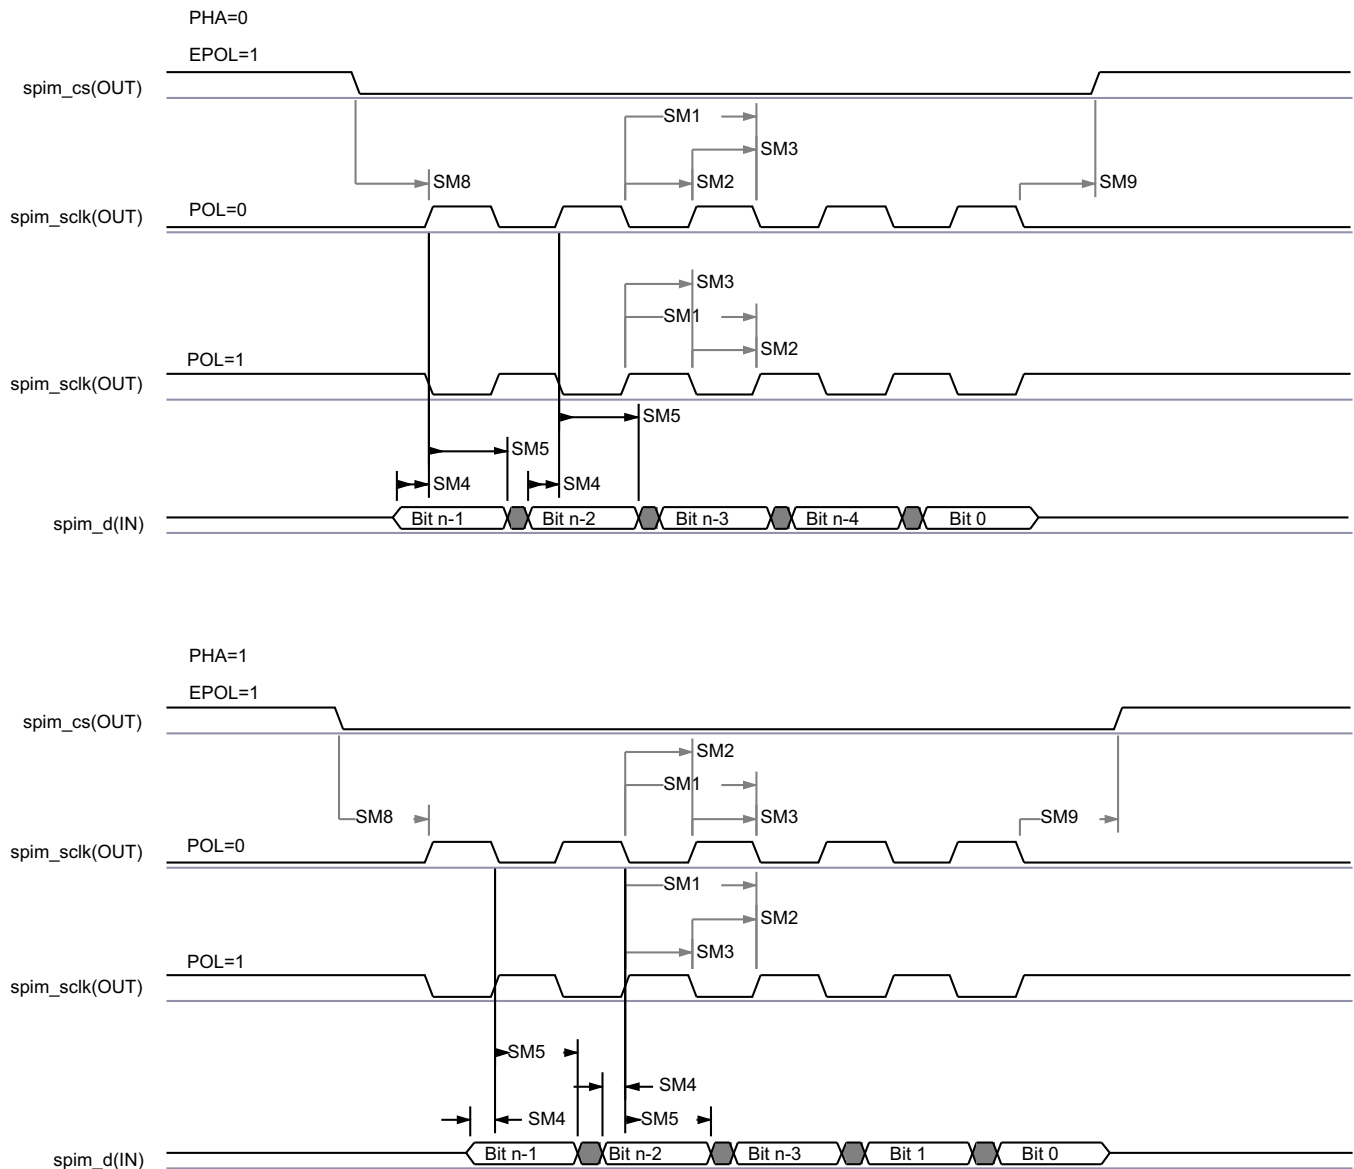 PHA=0
EPOL=1
spim_cs(OUT)
SM1
SM3
SM8
SM2
SM9
POL=0
spim_sclk(OUT)
SM3
SM1
SM2
POL=1
spim_sclk(OUT)
SM5
SM5
SM4
SM4
spim_d(IN)
Bit n-1
Bit n-2
Bit n-3
Bit n-4
Bit 0
PHA=1
EPOL=1
spim_cs(OUT)
SM2
SM1
SM8
SM3
SM9
POL=0
spim_sclk(OUT)
SM1
SM2
SM3
POL=1
spim_sclk(OUT)
SM5
SM4
SM4
SM5
spim_d(IN)
Bit n-1
Bit n-2
Bit n-3
Bit 1
Bit 0